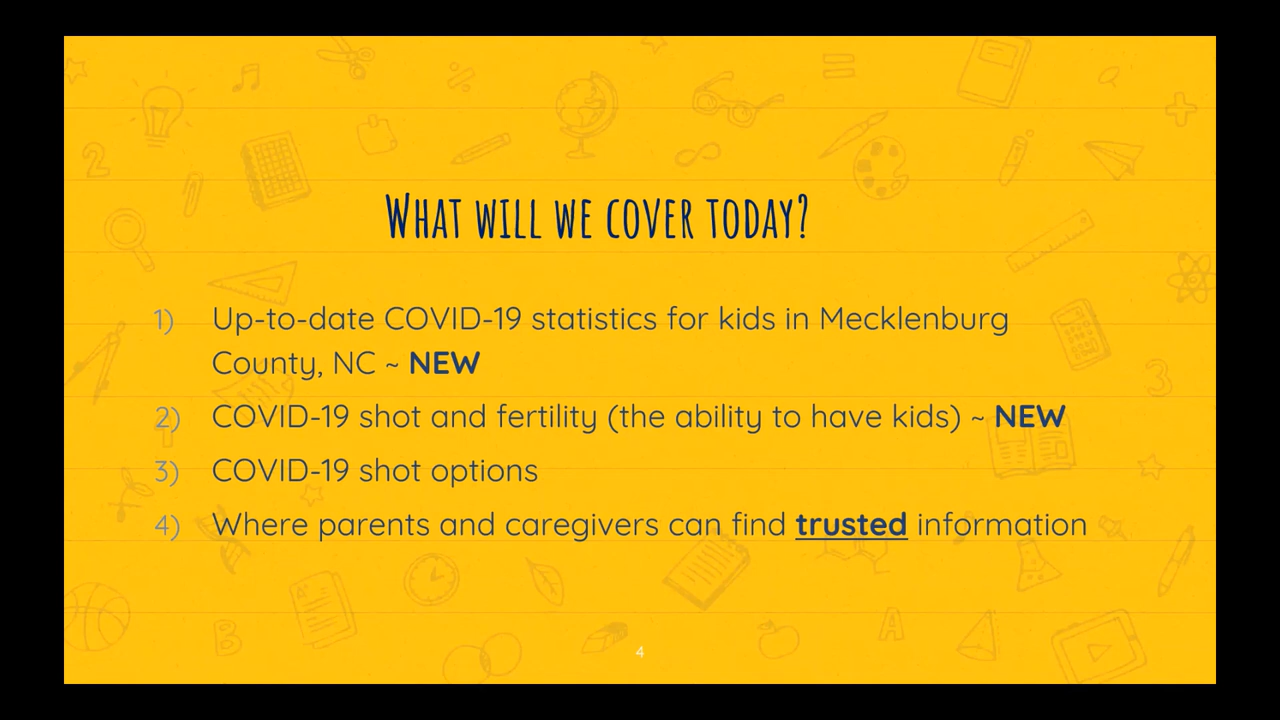 What will we cover today?
1) Up-to-date COVID-19 statistics for kids in Mecklenburg
County, NC ~ NEW
2) COVID-19 shot and fertility (the ability to have kids) ~ NEW
3) COVID-19 shot options
4) Where parents and caregivers can find trusted information
4